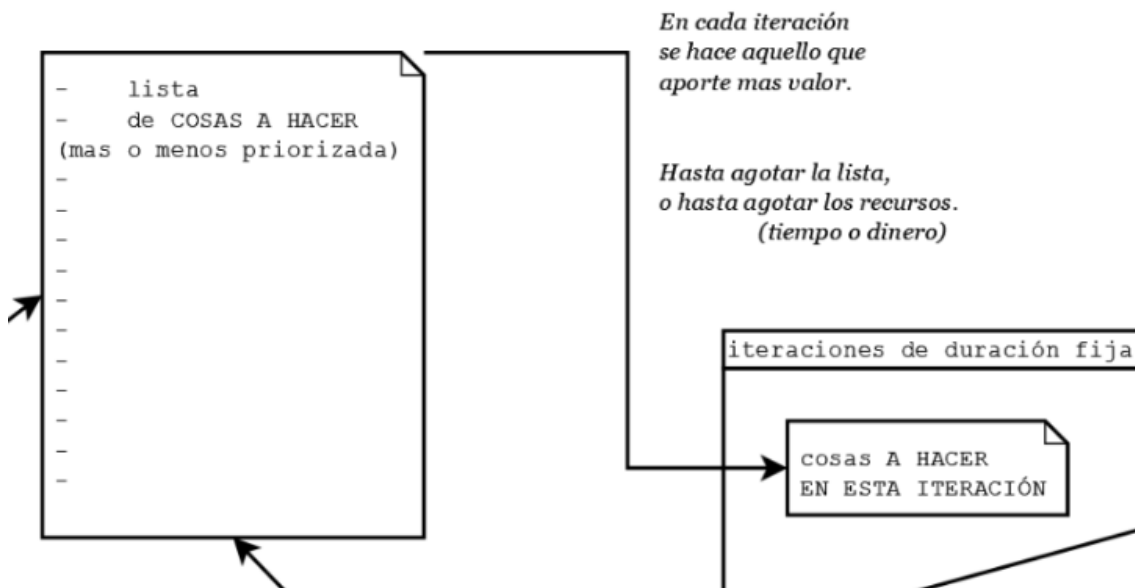 - lista
- de COSAS A HACER
(mas o menos priorizada)
-
-
-
-
-
-
-
-
-
-
-
En cada iteración
se hace aquello que
aporte mas valor.
Hasta agotar la lista,
o hasta agotar los recursos.
(tiempo o dinero)
iteraciones de duración fija
cosas A HACER
EN ESTA ITERACIÓN